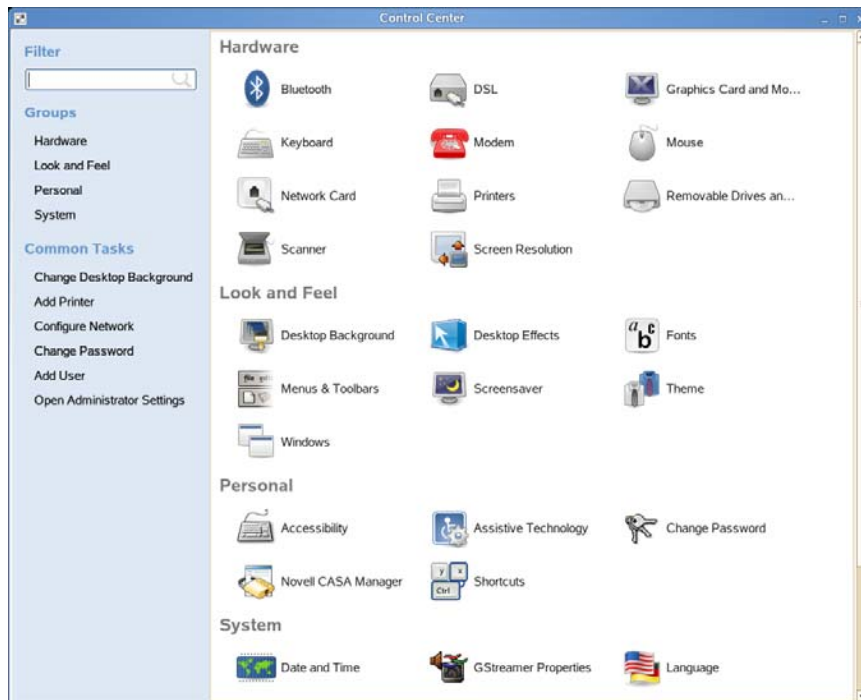 Control Center
Filter
Groups
Hardware
Look and Feel
Personal
System
Common Tasks
Change Desktop Background
Add Printer
Configure Network
Change Password
Add User
Open Administrator Settings
Hardware
Bluetooth
DSL
Graphics Card and Mo...
Keyboard
Modem
Mouse
Network Card
Printers
Removable Drives an...
Scanner
Screen Resolution
Look and Feel
Desktop Background
Desktop Effects
a b c
Fonts
file
Menus & Toolbars
Screensaver
Theme
Windows
Personal
Accessibility
Assistive Technology
Change Password
Novell CASA Manager
y x
Ctrl
Shortcuts
System
Date and Time
GStreamer Properties
Language